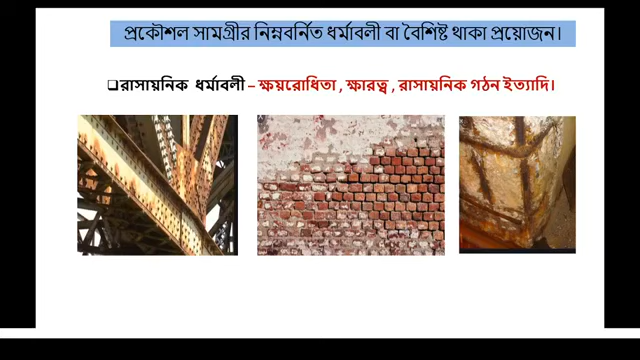 প্রকৌশল সামগ্রীর নিম্নবর্নিত ধর্মাবলী বা বৈশিষ্ট থাকা প্রয়োজন।
❑রাসায়নিক ধর্মাবলী – ক্ষয়রোধিতা , ক্ষারত্ব , রাসায়নিক গঠন ইত্যাদি।